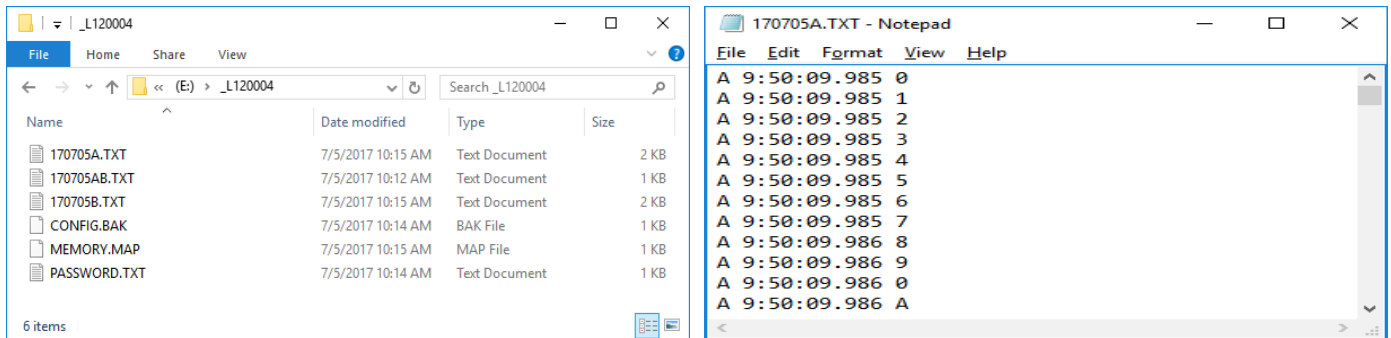 _L120004
File Home Share View
« (E:) > _L120004
Search _L120004
Name Date modified Type Size
170705A.TXT 7/5/2017 10:15 AM Text Document 2 KB
170705AB.TXT 7/5/2017 10:12 AM Text Document 1 KB
170705B.TXT 7/5/2017 10:15 AM Text Document 2 KB
CONFIG.BAK 7/5/2017 10:14 AM BAK File 1 KB
MEMORY.MAP 7/5/2017 10:15 AM MAP File 1 KB
PASSWORD.TXT 7/5/2017 10:14 AM Text Document 1 KB
6 items
170705A.TXT - Notepad
File Edit Format View Help
A 9:50:09.985 0
A 9:50:09.985 1
A 9:50:09.985 2
A 9:50:09.985 3
A 9:50:09.985 4
A 9:50:09.985 5
A 9:50:09.985 6
A 9:50:09.985 7
A 9:50:09.986 8
A 9:50:09.986 9
A 9:50:09.986 0
A 9:50:09.986 A